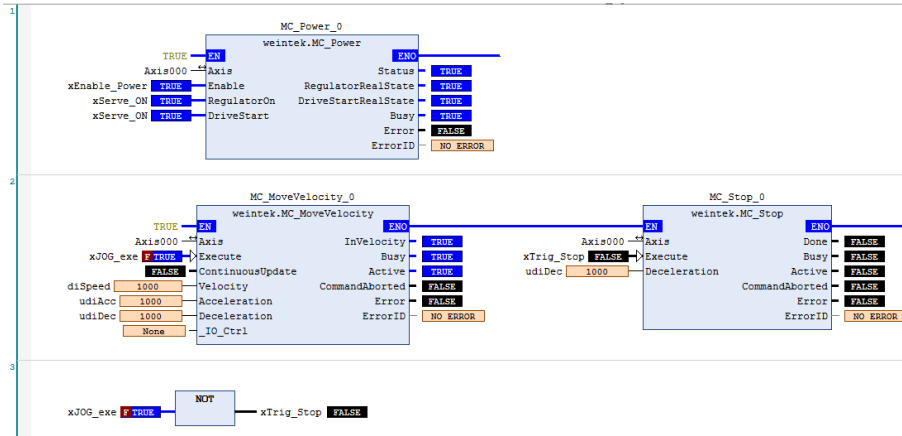 1
MC_Power_0
weintek.MC_Power
TRUE EN ENO
Axis000 Axis Status TRUE
xEnable_Power TRUE Enable RegulatorRealState TRUE
xServe_ON TRUE RegulatorOn DriveStartRealState TRUE
xServe_ON TRUE DriveStart Busy TRUE
Error FALSE
ErrorID NO ERROR
2
MC_MoveVelocity_0 MC_Stop_0
weintek.MC_MoveVelocity weintek.MC_Stop
TRUE EN ENO EN ENO
Axis000 Axis InVelocity TRUE Axis000 Axis Done FALSE
xJOG_exe F TRUE Execute Busy TRUE xTrig_Stop FALSE Execute Busy FALSE
FALSE ContinuousUpdate Active TRUE udiDec 1000 Deceleration Active FALSE
diSpeed 1000 Velocity CommandAborted FALSE CommandAborted FALSE
udiAcc 1000 Acceleration Error FALSE Error FALSE
udiDec 1000 Deceleration ErrorID NO ERROR ErrorID NO ERROR
None _IO_Ctrl
3
NOT
xJOG_exe F TRUE xTrig_Stop FALSE